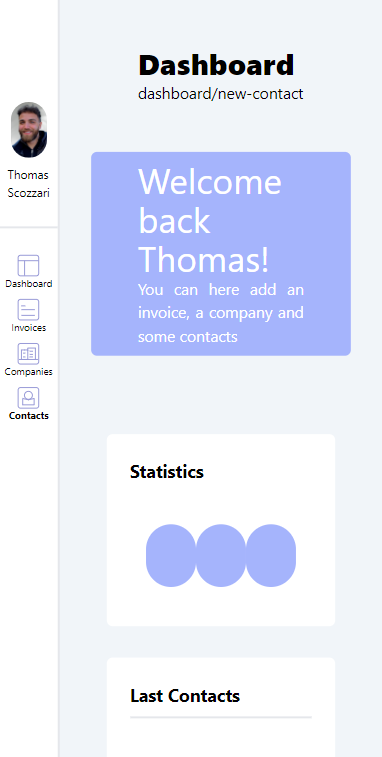 Dashboard
dashboard/new-contact
Thomas
Scozzari
Welcome
back
Thomas!
You can here add an
invoice, a company and
some contacts
Dashboard
Invoices
Companies
Contacts
Statistics
Last Contacts